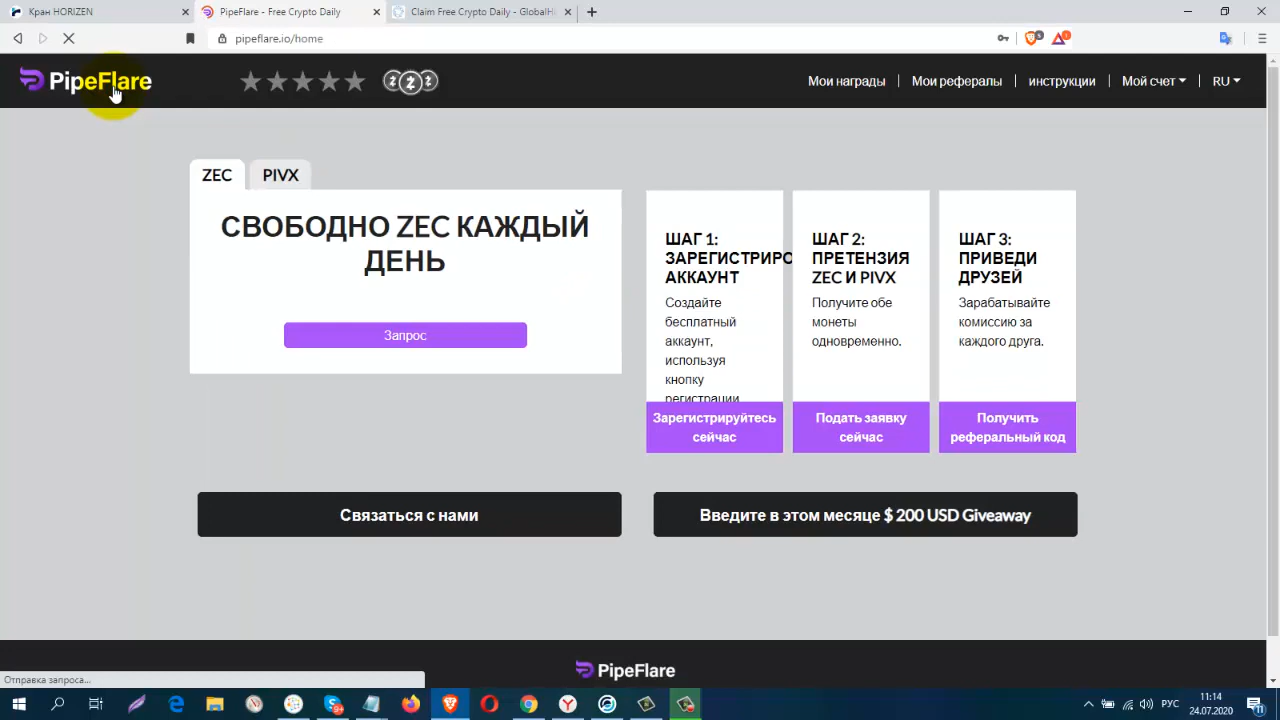 Кран HORIZEN
PipeFlare - Free Crypto Daily
Claim Free Crypto Daily - GlobalH
pipeflare.io/home
PipeFlare
Мои награды
Мои рефералы
инструкции
Мой счет
RU
ZEC
PIVX
СВОБОДНО ZEC КАЖДЫЙ
ДЕНЬ
Запрос
ШАГ 1:
ЗАРЕГИСТРИРО
АККАУНТ
Создайте
бесплатный
аккаунт,
используя
кнопку
регистрации
Зарегистрируйтесь
сейчас
ШАГ 2:
ПРЕТЕНЗИЯ
ZEC И PIVX
Получите обе
монеты
одновременно.
Подать заявку
сейчас
ШАГ 3:
ПРИВЕДИ
ДРУЗЕЙ
Зарабатывайте
комиссию за
каждого друга.
Получить
реферальный код
Связаться с нами
Введите в этом месяце $ 200 USD Giveaway
PipeFlare
Отправка запроса...
РУС
11:14
24.07.2020